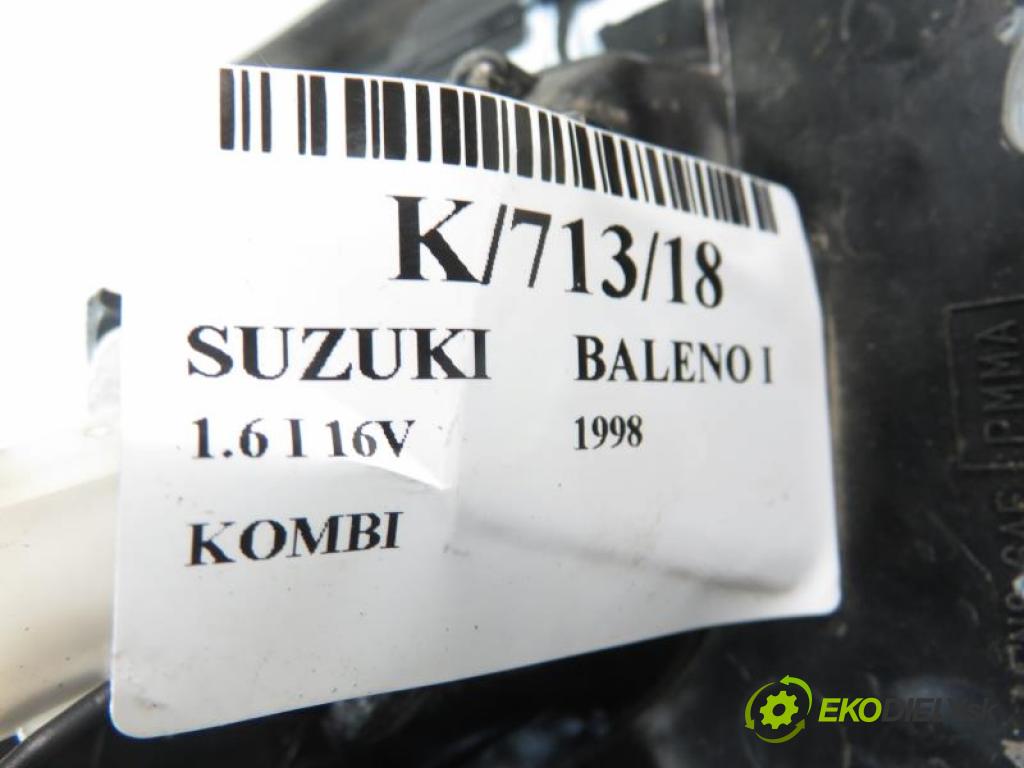 K/713/18
SUZUKI BALENO I
1.6 I 16V 1998
KOMBI
PMMA
EKODIELY.sk